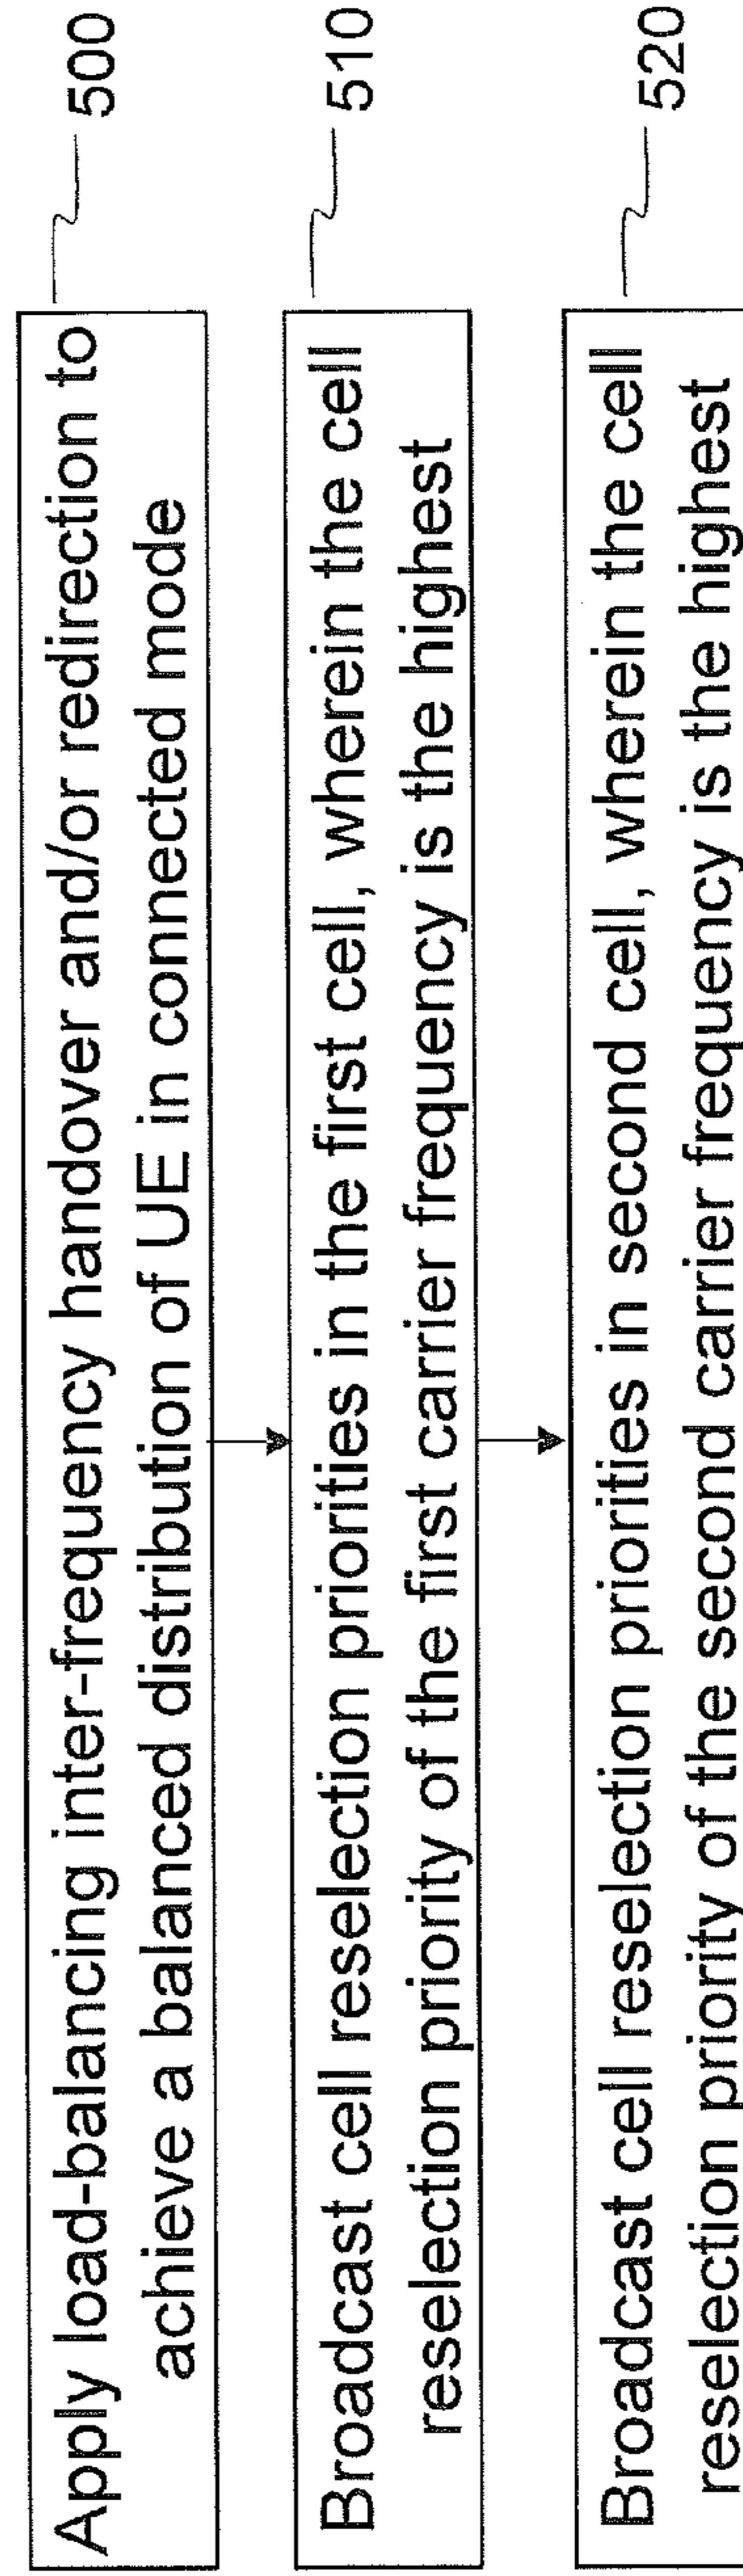 Apply load-balancing inter-frequency handover and/or redirection to
achieve a balanced distribution of UE in connected mode
500
Broadcast cell reselection priorities in the first cell, wherein the cell
reselection priority of the first carrier frequency is the highest
510
Broadcast cell reselection priorities in second cell, wherein the cell
reselection priority of the second carrier frequency is the highest
520